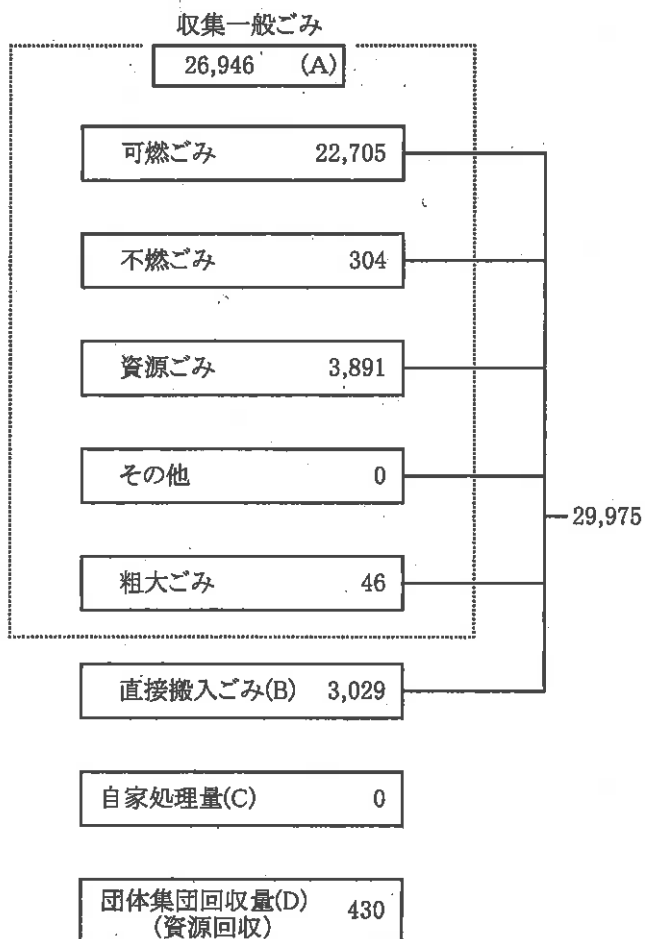 収集一般ごみ
26,946 (A)
可燃ごみ 22,705
不燃ごみ 304
資源ごみ 3,891
その他 0
粗大ごみ 46
29,975
直接搬入ごみ(B) 3,029
自家処理量(C) 0
団体集団回収量(D) 430
(資源回収)